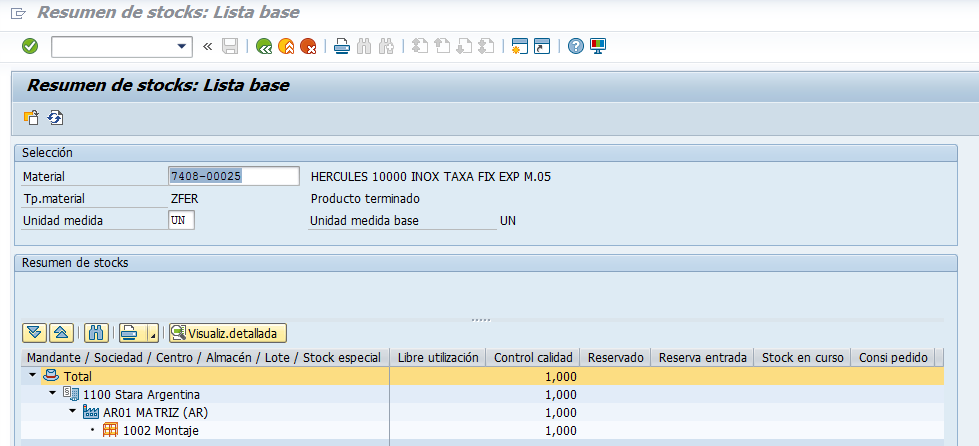 Resumen de stocks: Lista base
Resumen de stocks: Lista base
Selección
Material 7408-00025 HERCULES 10000 INOX TAXA FIX EXP M.05
Tp.material ZFER Producto terminado
Unidad medida UN Unidad medida base UN
Resumen de stocks
Visualiz.detallada
Mandante / Sociedad / Centro / Almacén / Lote / Stock especial Libre utilización Control calidad Reservado Reserva entrada Stock en curso Consi pedido
Total 1,000
1100 Stara Argentina 1,000
AR01 MATRIZ (AR) 1,000
1002 Montaje 1,000